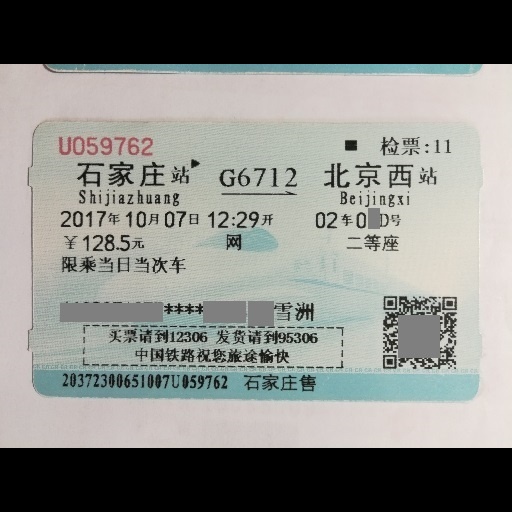 U059762 检票:11
石家庄站 G6712 北京西站
Shijiazhuang Beijingxi
2017年10月07日12:29开 02车0 D号
￥128.5元 网 二等座
限乘当日当次车
**** 雪洲
买票请到12306 发货请到95306
中国铁路祝您旅途愉快
20372300651007U059762 石家庄售